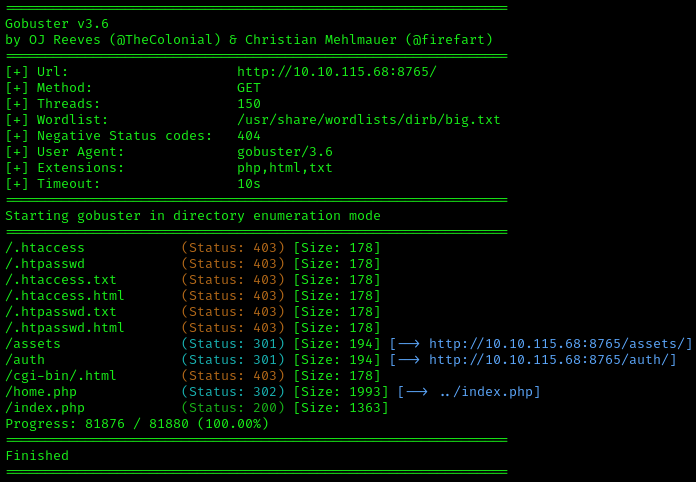 ===============================================================
Gobuster v3.6
by OJ Reeves (@TheColonial) & Christian Mehlmauer (@firefart)
===============================================================
[+] Url:                     http://10.10.115.68:8765/
[+] Method:                  GET
[+] Threads:                 150
[+] Wordlist:                /usr/share/wordlists/dirb/big.txt
[+] Negative Status codes:   404
[+] User Agent:              gobuster/3.6
[+] Extensions:              php,html,txt
[+] Timeout:                 10s
===============================================================
Starting gobuster in directory enumeration mode
===============================================================
/.htaccess            (Status: 403) [Size: 178]
/.htpasswd            (Status: 403) [Size: 178]
/.htaccess.txt        (Status: 403) [Size: 178]
/.htaccess.html       (Status: 403) [Size: 178]
/.htpasswd.txt        (Status: 403) [Size: 178]
/.htpasswd.html       (Status: 403) [Size: 178]
/assets               (Status: 301) [Size: 194] [--> http://10.10.115.68:8765/assets/]
/auth                 (Status: 301) [Size: 194] [--> http://10.10.115.68:8765/auth/]
/cgi-bin/.html        (Status: 403) [Size: 178]
/home.php             (Status: 302) [Size: 1993] [--> ../index.php]
/index.php            (Status: 200) [Size: 1363]
Progress: 81876 / 81880 (100.00%)
===============================================================
Finished
===============================================================